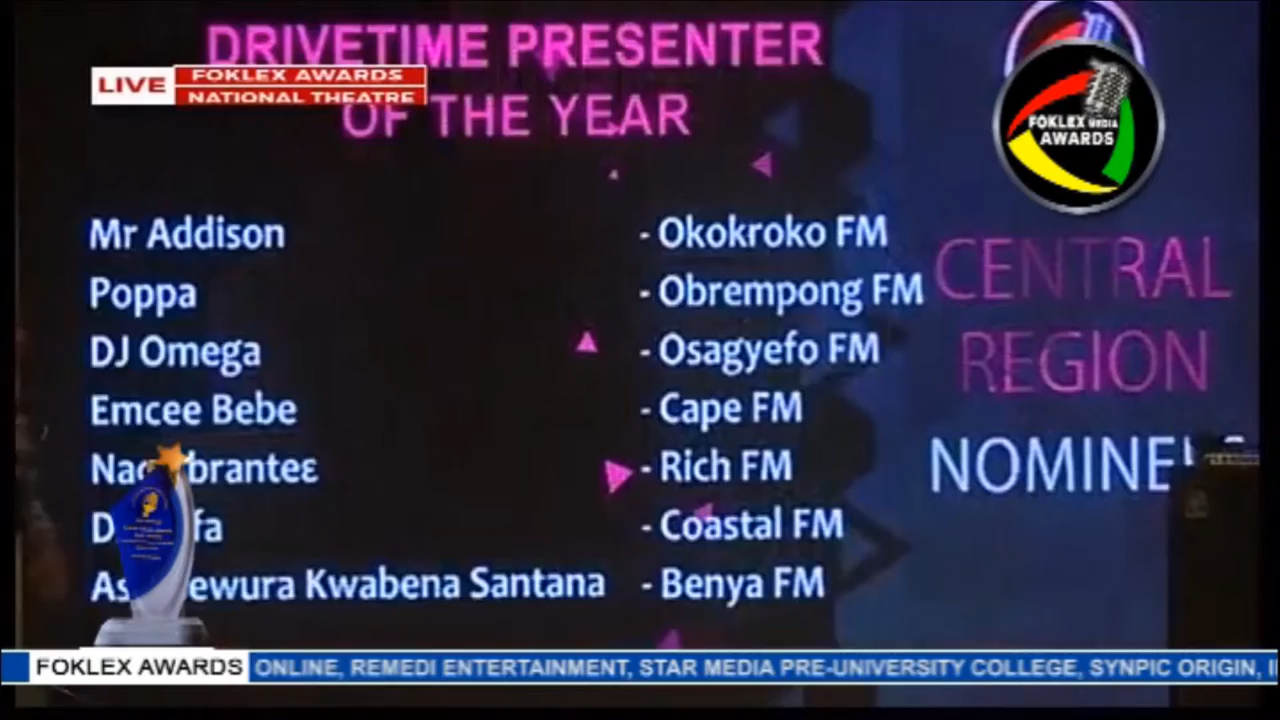 DRIVETIME PRESENTER
OF THE YEAR
LIVE
FOKLEX AWARDS
NATIONAL THEATRE
FOKLEX MEDIA
AWARDS
Mr Addison - Okokroko FM
Poppa - Obrempong FM
DJ Omega - Osagyefo FM
Emcee Bebe - Cape FM
- Rich FM
- Coastal FM
Kwabena Santana - Benya FM
CENTRAL
REGION
FOKLEX AWARDS
ONLINE, REMEDI ENTERTAINMENT, STAR MEDIA PRE-UNIVERSITY COLLEGE, SYNPIC ORIGIN,